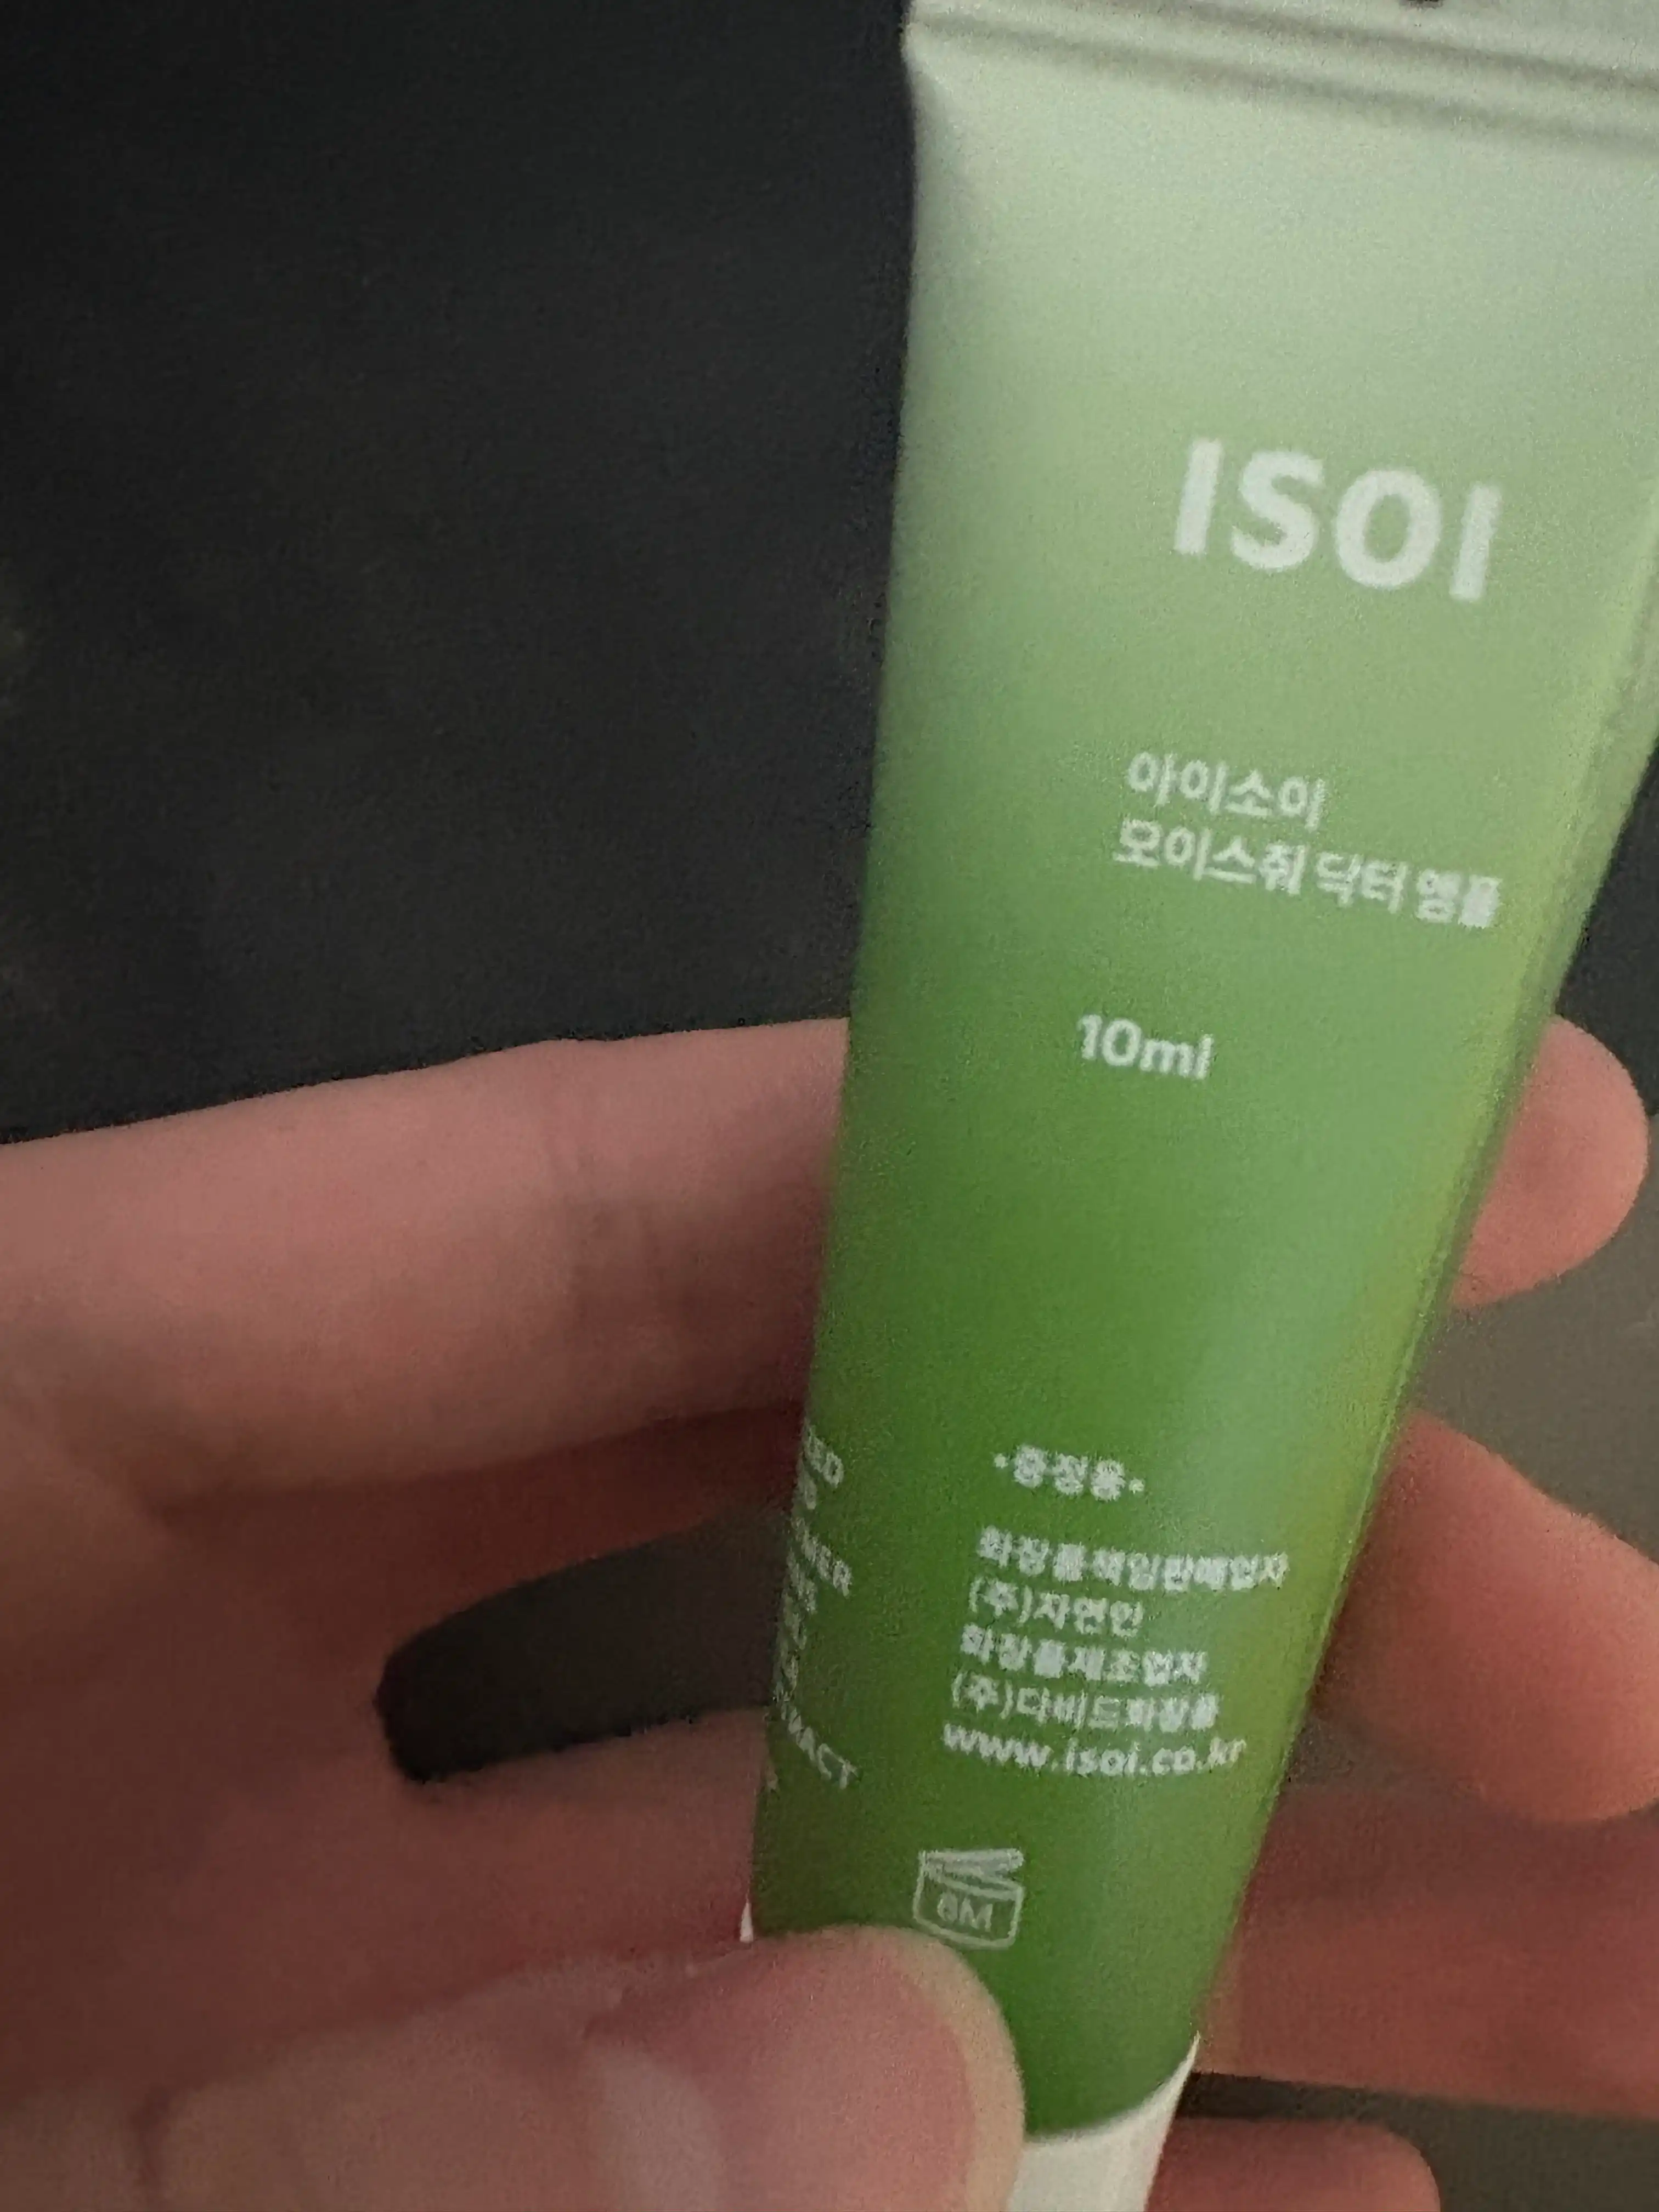 ISOI
아이소이
모이스춰 닥터 앰플
10ml
•증정용•
화장품책임판매업자
(주)자연인
화장품제조업자
(주)다비드화장품
www.isoi.co.kr
6M